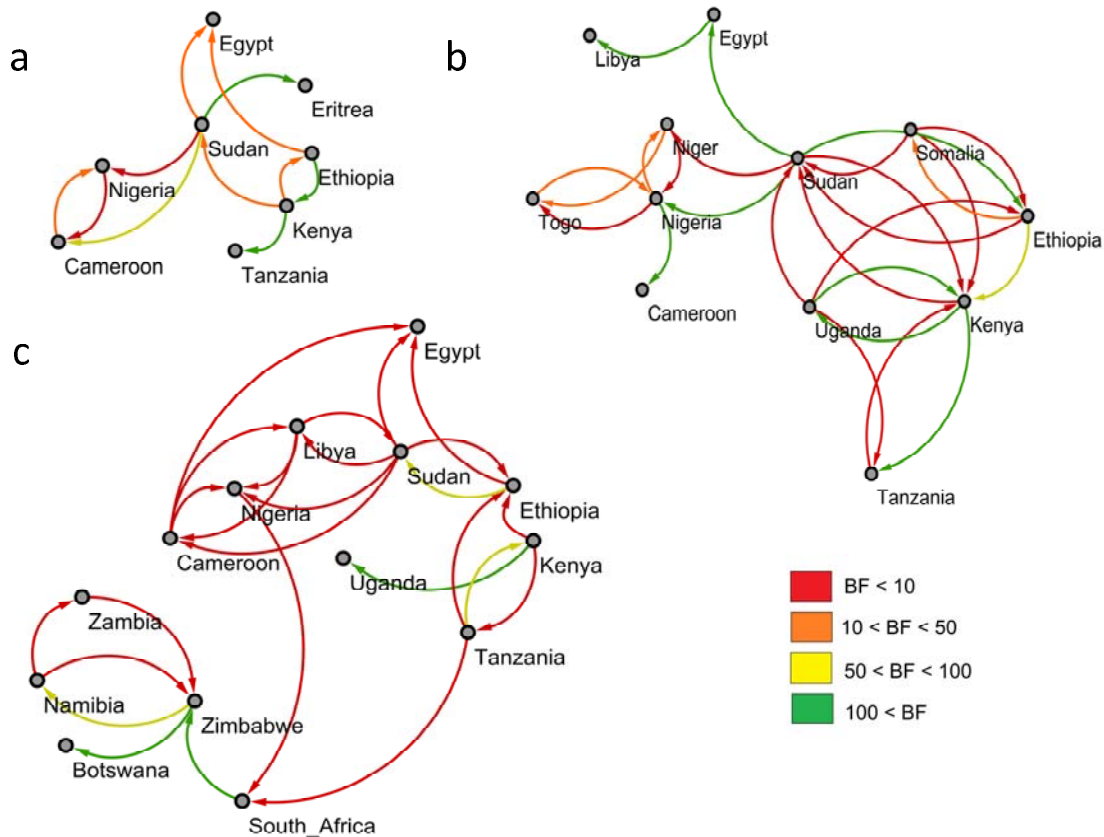 a
Egypt
Eritrea
Sudan
Nigeria
Ethiopia
Kenya
Cameroon
Tanzania
b
Egypt
Libya
Niger
Somalia
Sudan
Togo
Nigeria
Ethiopia
Cameroon
Uganda
Kenya
Tanzania
c
Egypt
Libya
Sudan
Nigeria
Ethiopia
Cameroon
Uganda
Kenya
Zambia
Tanzania
Namibia
Zimbabwe
Botswana
South_Africa
BF < 10
10 < BF < 50
50 < BF < 100
100 < BF